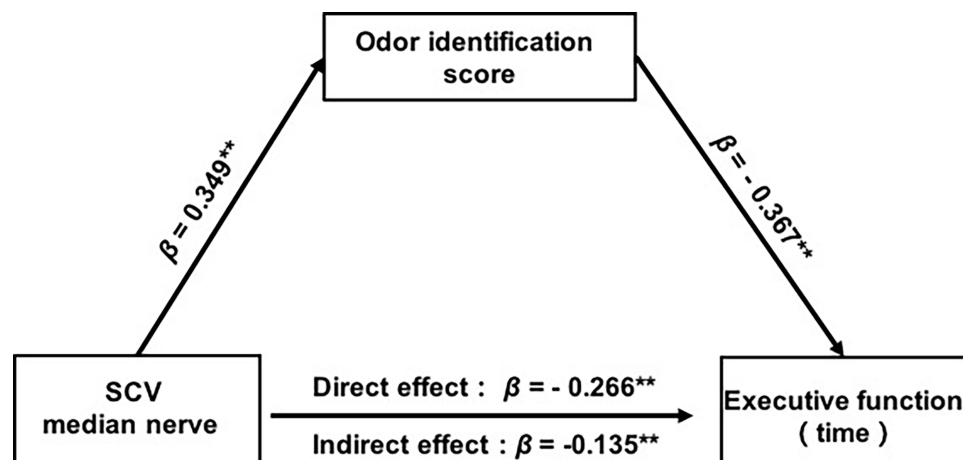 Odor identification
score
β = 0.349**
β = - 0.367**
SCV
median nerve
Direct effect : β = - 0.266**
Indirect effect : β = -0.135**
Executive function
( time )